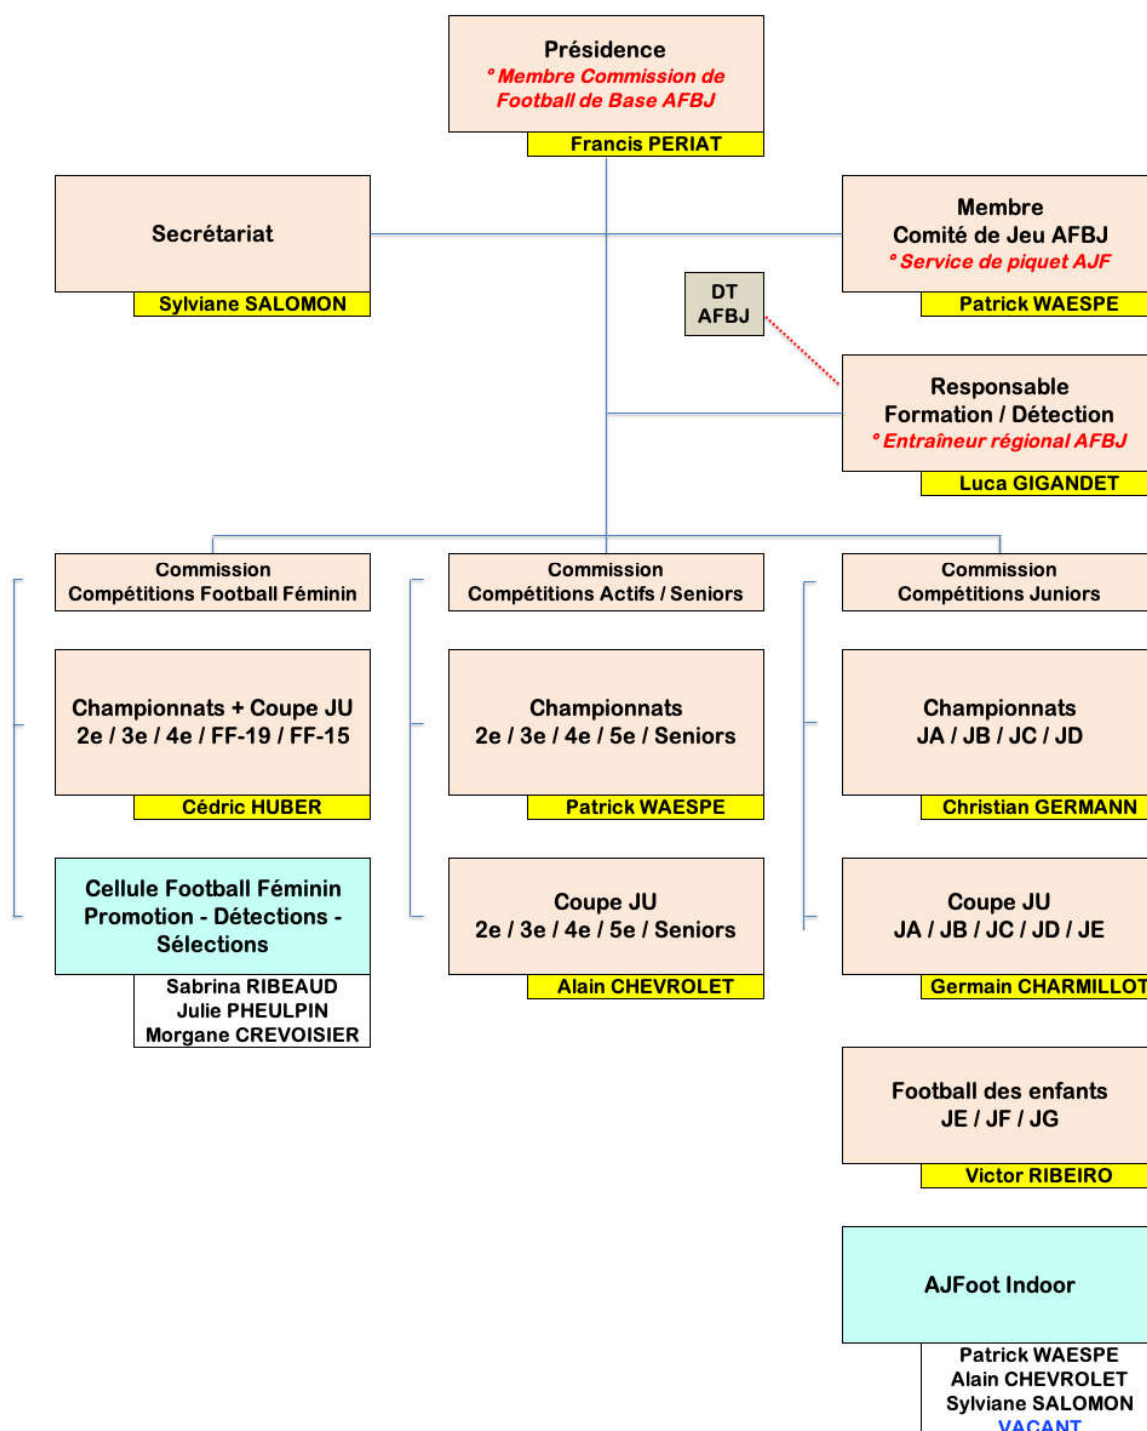 Présidence
° Membre Commission de
Football de Base AFBJ
Francis PERIAT
Secrétariat
Sylviane SALOMON
Membre
Comité de Jeu AFBJ
° Service de piquet AJF
Patrick WAESPE
DT
AFBJ
Responsable
Formation / Détection
° Entraîneur régional AFBJ
Luca GIGANDET
Commission
Compétitions Football Féminin
Championnats + Coupe JU
2e / 3e / 4e / FF-19 / FF-15
Cédric HUBER
Cellule Football Féminin
Promotion - Détections -
Sélections
Sabrina RIBEAUD
Julie PHEULPIN
Morgane CREVOISIER
Commission
Compétitions Actifs / Seniors
Championnats
2e / 3e / 4e / 5e / Seniors
Patrick WAESPE
Coupe JU
2e / 3e / 4e / 5e / Seniors
Alain CHEVROLET
Commission
Compétitions Juniors
Championnats
JA / JB / JC / JD
Christian GERMANN
Coupe JU
JA / JB / JC / JD / JE
Germain CHARMILLOT
Football des enfants
JE / JF / JG
Victor RIBEIRO
AJFoot Indoor
Patrick WAESPE
Alain CHEVROLET
Sylviane SALOMON
VACANT